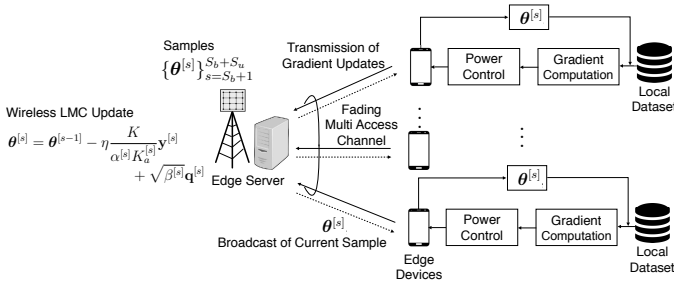 Samples
{θ^[s]}_{s=S_b+1}^{S_b+S_u}
Wireless LMC Update
θ^[s] = θ^[s-1] − η K / (α^[s] K_a^[s]) y^[s]
+ √β^[s] q^[s]
Edge Server
Transmission of
Gradient Updates
Fading
Multi Access
Channel
θ^[s]
Broadcast of Current Sample
θ^[s]
Power
Control
Gradient
Computation
Local
Dataset
θ^[s]
Power
Control
Gradient
Computation
Local
Dataset
Edge
Devices